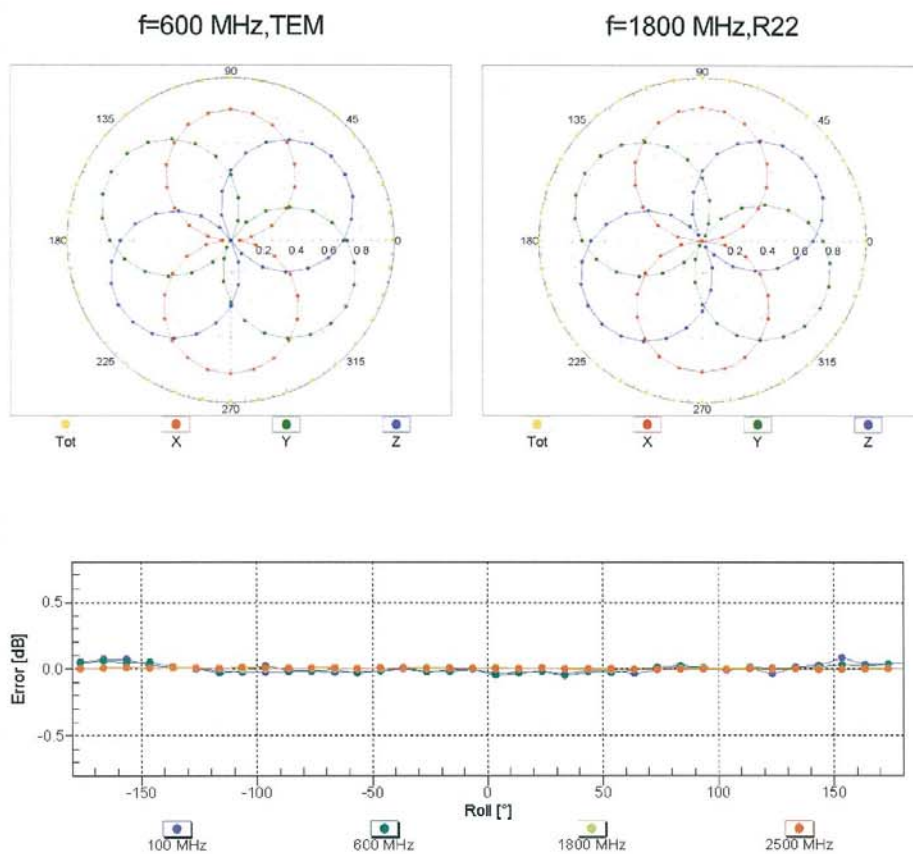 f=600 MHz,TEM
f=1800 MHz,R22
90
135
45
180
0.2 0.4 0.6 0.8
0
225
315
270
Tot X Y Z
90
135
45
180
0.2 0.4 0.6 0.8
0
225
315
270
Tot X Y Z
Error [dB]
0.5
0.0
-0.5
-150 -100 -50 0 50 100 150
Roll [°]
100 MHz 600 MHz 1800 MHz 2500 MHz